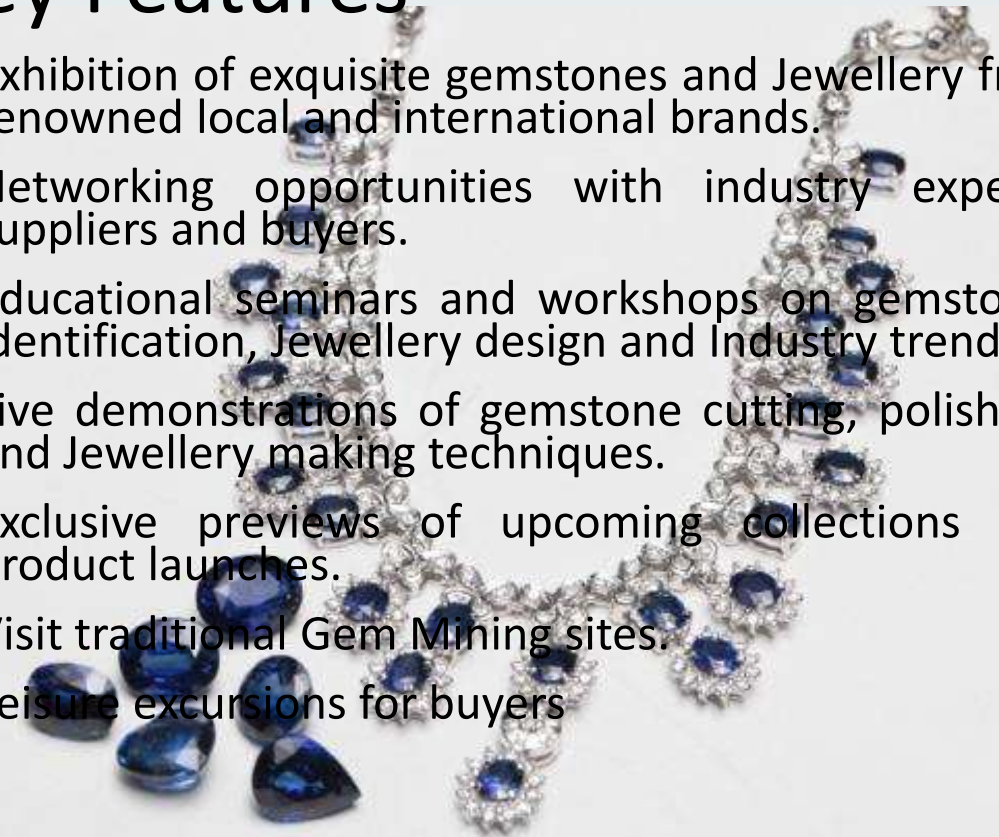 ey Features
xhibition of exquisite gemstones and Jewellery fr
enowned local and international brands.
etworking opportunities with industry expe
uppliers and buyers.
ducational seminars and workshops on gemsto
dentification, Jewellery design and Industry trend
ive demonstrations of gemstone cutting, polish
nd Jewellery making techniques.
xclusive previews of upcoming collections
roduct launches.
isit traditional Gem Mining sites.
eisure excursions for buyers